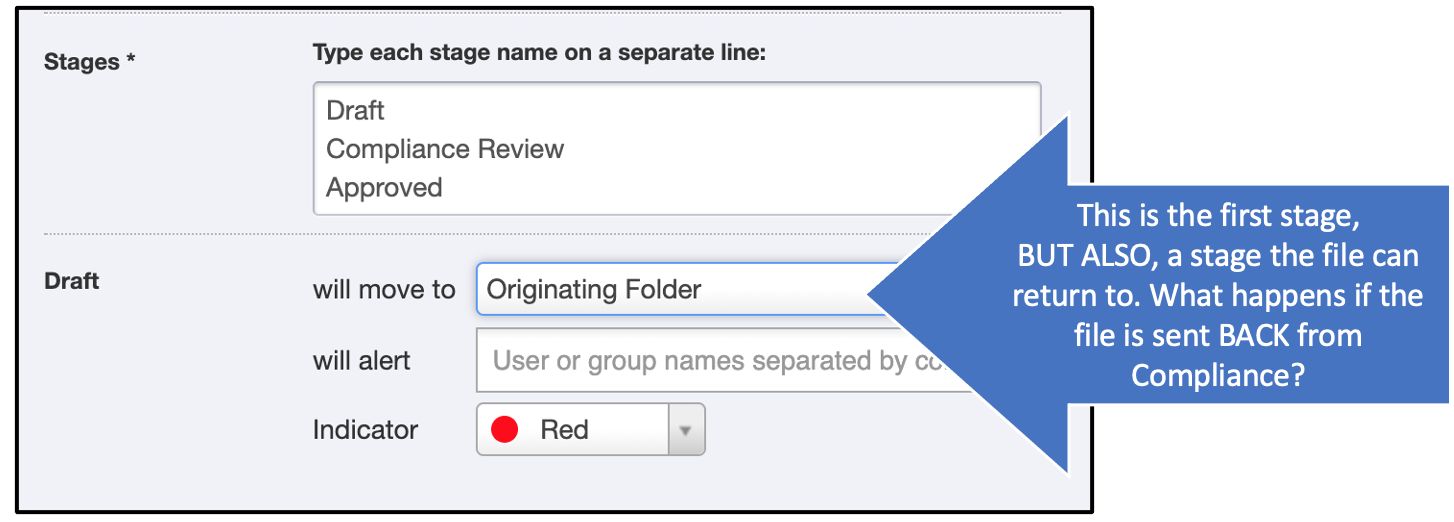 Stages *
Type each stage name on a separate line:
Draft
Compliance Review
Approved
Draft
will move to
Originating Folder
will alert
User or group names separated by
Indicator
Red
This is the first stage,
BUT ALSO, a stage the file can
return to. What happens if the
file is sent BACK from
Compliance?